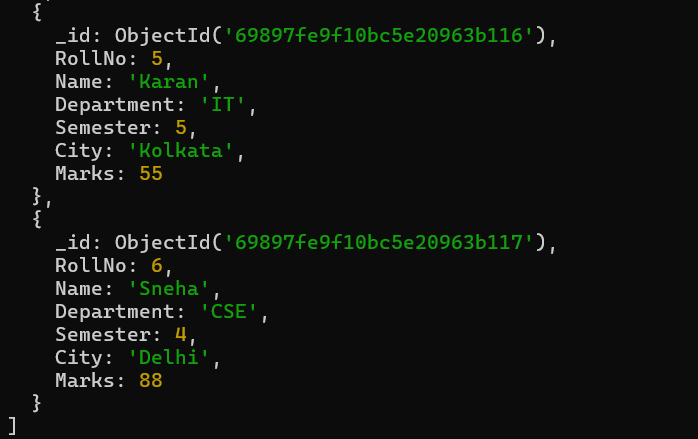 {
_id: ObjectId('69897fe9f10bc5e20963b116'),
RollNo: 5,
Name: 'Karan',
Department: 'IT',
Semester: 5,
City: 'Kolkata',
Marks: 55
},
{
_id: ObjectId('69897fe9f10bc5e20963b117'),
RollNo: 6,
Name: 'Sneha',
Department: 'CSE',
Semester: 4,
City: 'Delhi',
Marks: 88
}
]